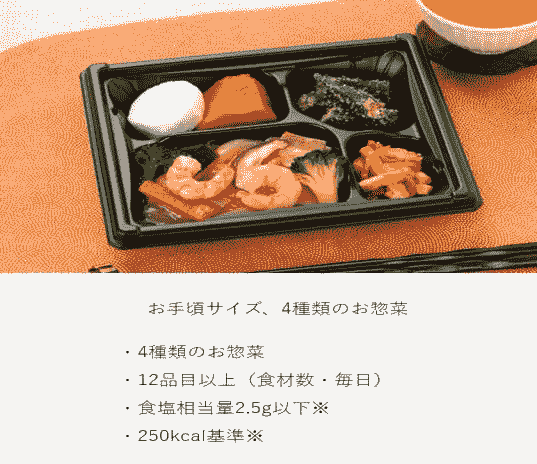 お手頃サイズ、4種類のお惣菜
・4種類のお惣菜
・12品目以上（食材数・毎日）
・食塩相当量2.5g以下※
・250kcal基準※